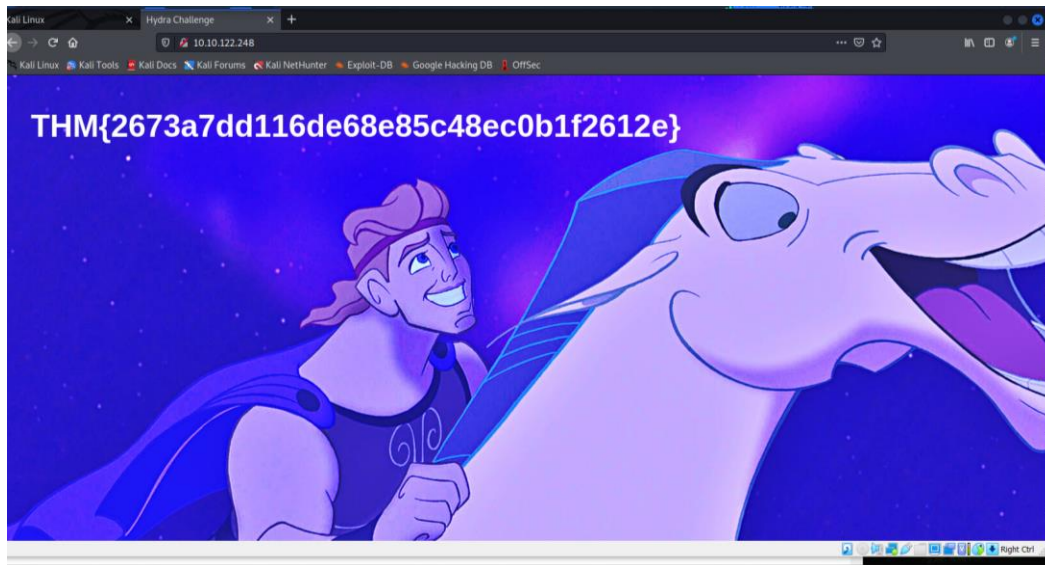 Kali Linux
Hydra Challenge
10.10.122.248
Kali Linux
Kali Tools
Kali Docs
Kali Forums
Kali NetHunter
Exploit-DB
Google Hacking DB
OffSec
THM{2673a7dd116de68e85c48ec0b1f2612e}
Right Ctrl